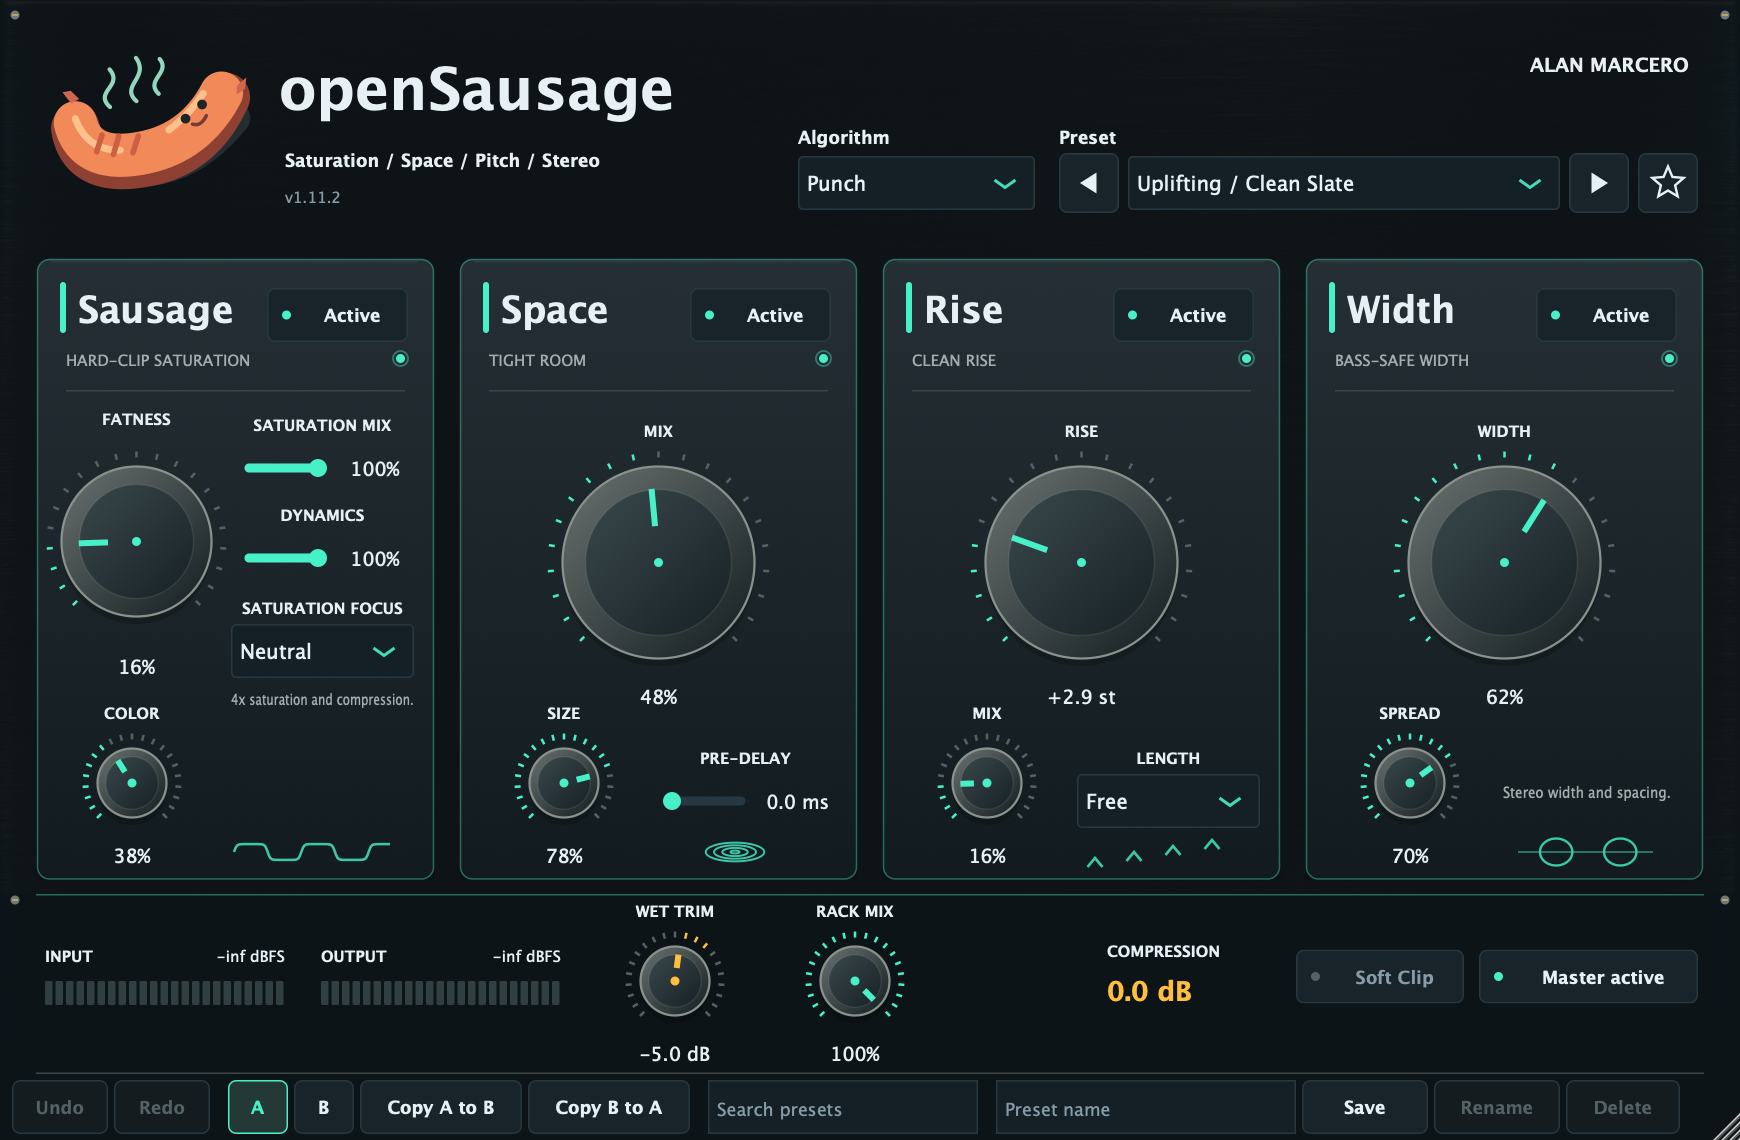 ALAN MARCERO
openSausage
Saturation / Space / Pitch / Stereo
v1.11.2
Algorithm
Punch
Preset
Uplifting / Clean Slate
Sausage
Active
HARD-CLIP SATURATION
FATNESS
16%
SATURATION MIX
100%
DYNAMICS
100%
SATURATION FOCUS
Neutral
4x saturation and compression.
COLOR
38%
Space
Active
TIGHT ROOM
MIX
48%
SIZE
78%
PRE-DELAY
0.0 ms
Rise
Active
CLEAN RISE
RISE
+2.9 st
MIX
16%
LENGTH
Free
Width
Active
BASS-SAFE WIDTH
WIDTH
62%
SPREAD
70%
Stereo width and spacing.
INPUT
-inf dBFS
OUTPUT
-inf dBFS
WET TRIM
-5.0 dB
RACK MIX
100%
COMPRESSION
0.0 dB
Soft Clip
Master active
Undo
Redo
A
B
Copy A to B
Copy B to A
Search presets
Preset name
Save
Rename
Delete